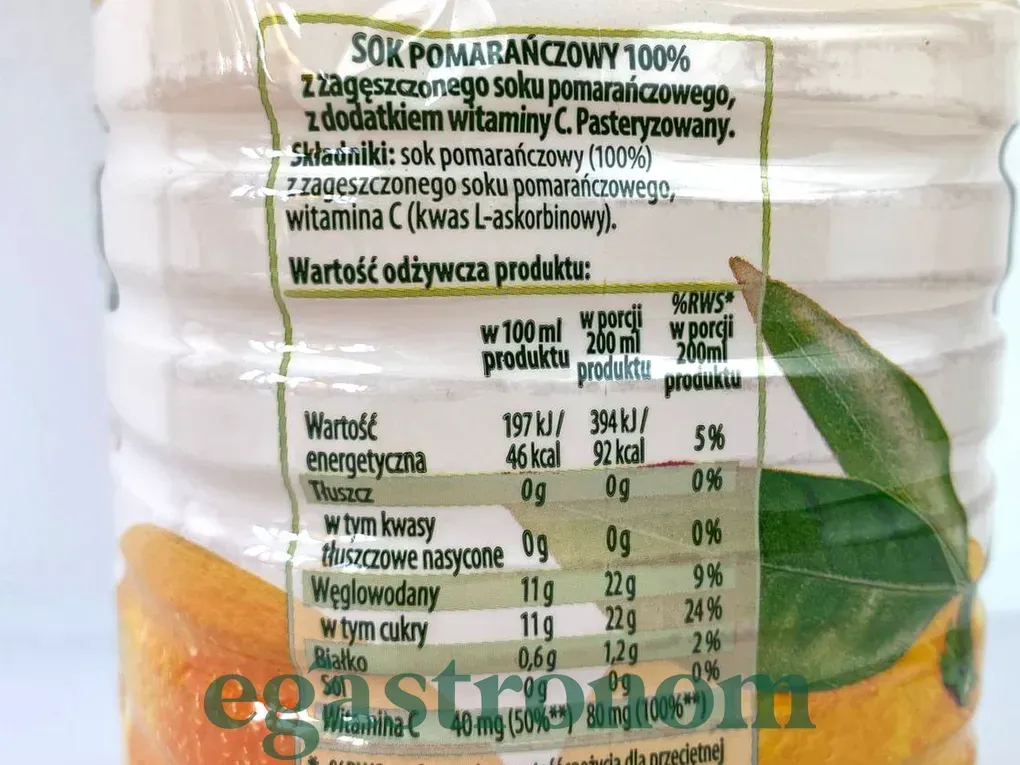 SOK POMARAŃCZOWY 100%
z zagęszczonego soku pomarańczowego,
z dodatkiem witaminy C. Pasteryzowany.
Składniki: sok pomarańczowy (100%)
z zagęszczonego soku pomarańczowego,
witamina C (kwas L-askorbinowy).
Wartość odżywcza produktu:
w 100 ml produktu
w porcji 200 ml produktu
%RWS* w porcji 200ml produktu
Wartość energetyczna 197 kJ/ 46 kcal 394 kJ/ 92 kcal 5%
Tłuszcz 0g 0g 0%
w tym kwasy tłuszczowe nasycone 0g 0g 0%
Węglowodany 11g 22g 9%
w tym cukry 11g 22g 24%
Białko 0,6g 1,2g 2%
Sól 0g 0g 0%
Witamina C 40 mg (50%**) 80 mg (100%**)
dla przeciętnej
egastronom